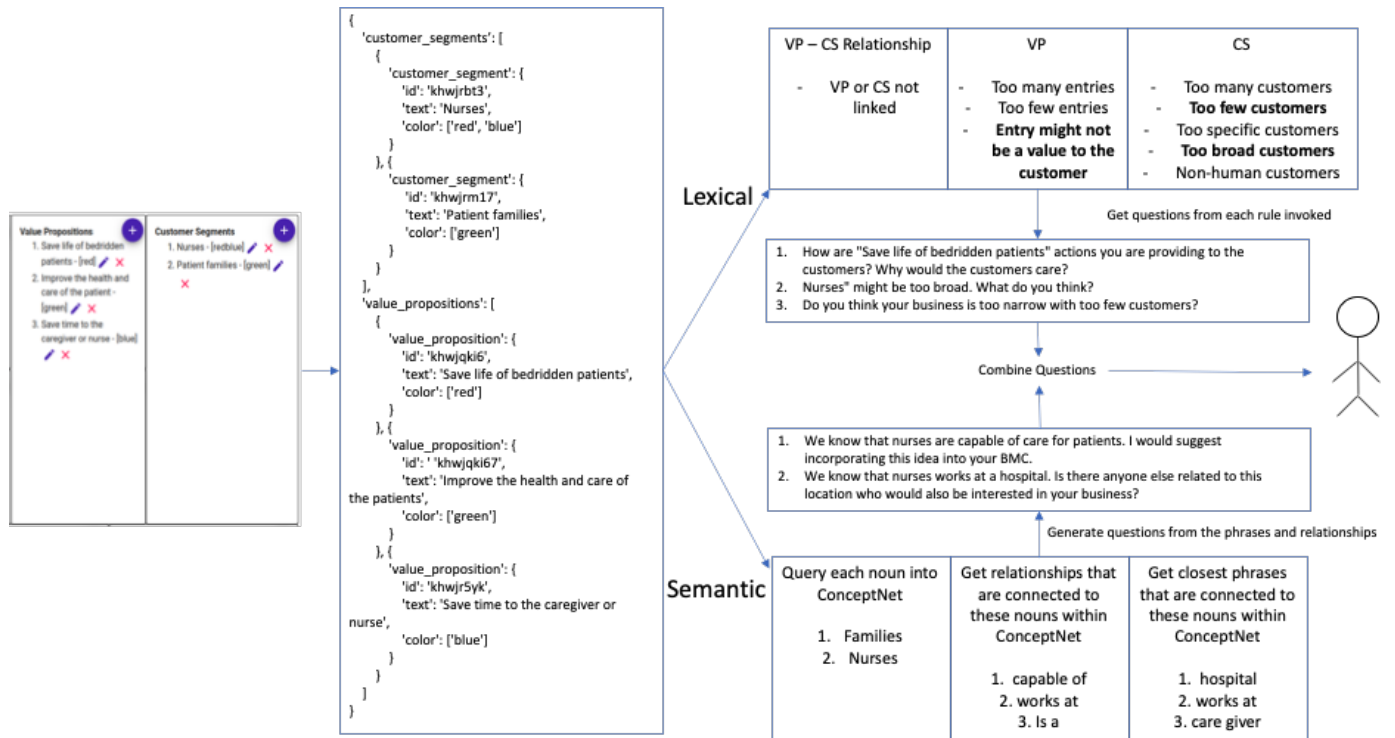 Value Propositions
1. Save life of bedridden
patients - [red]
2. Improve the health and
care of the patient -
[green]
3. Save time to the
caregiver or nurse - [blue]
Customer Segments
1. Nurses - [redblue]
2. Patient families - [green]
{
'customer_segments': [
{
'customer_segment': {
'id': 'khwjrbt3',
'text': 'Nurses',
'color': ['red', 'blue']
}
}, {
'customer_segment': {
'id': 'khwjrm17',
'text': 'Patient families',
'color': ['green']
}
}
],
'value_propositions': [
{
'value_proposition': {
'id': 'khwjqki6',
'text': 'Save life of bedridden patients',
'color': ['red']
}
}, {
'value_proposition': {
'id': ' 'khwjqki67',
'text': 'Improve the health and care of
the patients',
'color': ['green']
}
}, {
'value_proposition': {
'id': 'khwjr5yk',
'text': 'Save time to the caregiver or
nurse',
'color': ['blue']
}
}
]
}
Lexical
VP – CS Relationship
- VP or CS not
linked
VP
- Too many entries
- Too few entries
- Entry might not
be a value to the
customer
CS
- Too many customers
- Too few customers
- Too specific customers
- Too broad customers
- Non-human customers
Get questions from each rule invoked
1. How are "Save life of bedridden patients" actions you are providing to the
customers? Why would the customers care?
2. Nurses" might be too broad. What do you think?
3. Do you think your business is too narrow with too few customers?
Combine Questions
1. We know that nurses are capable of care for patients. I would suggest
incorporating this idea into your BMC.
2. We know that nurses works at a hospital. Is there anyone else related to this
location who would also be interested in your business?
Generate questions from the phrases and relationships
Semantic
Query each noun into
ConceptNet
1. Families
2. Nurses
Get relationships that
are connected to
these nouns within
ConceptNet
1. capable of
2. works at
3. Is a
Get closest phrases
that are connected to
these nouns within
ConceptNet
1. hospital
2. works at
3. care giver